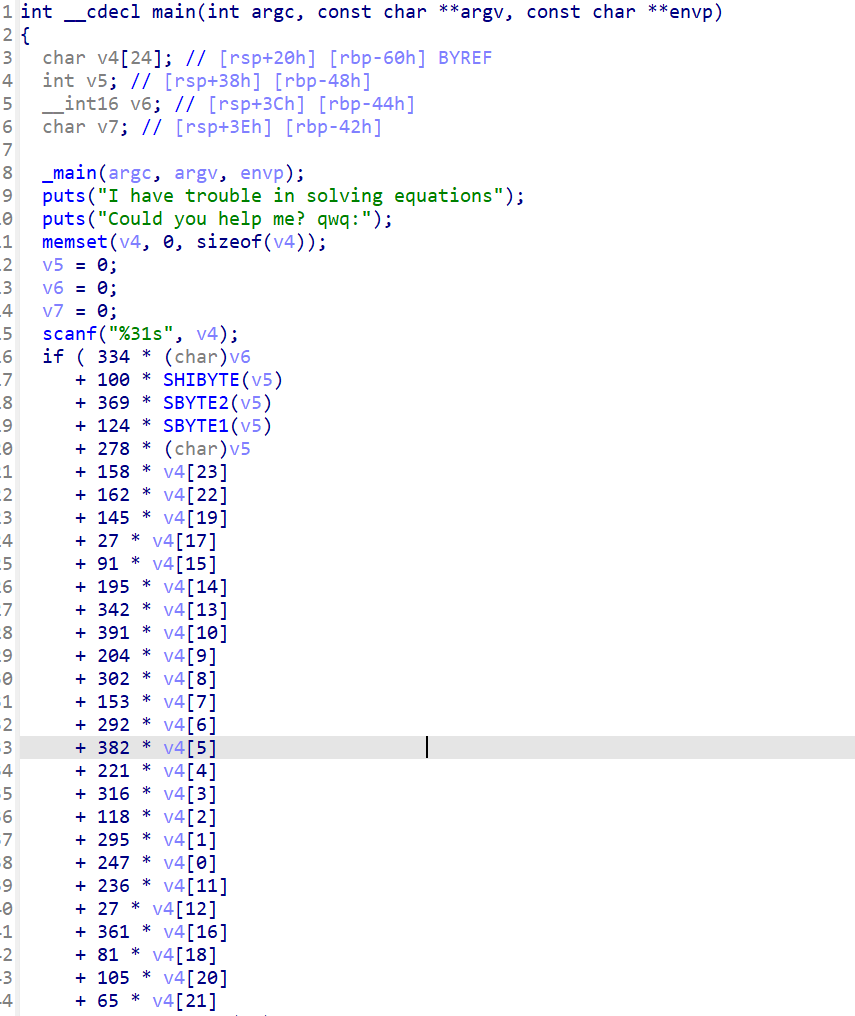 1 int __cdecl main(int argc, const char **argv, const char **envp)
2 {
3   char v4[24]; // [rsp+20h] [rbp-60h] BYREF
4   int v5; // [rsp+38h] [rbp-48h]
5   __int16 v6; // [rsp+3Ch] [rbp-44h]
6   char v7; // [rsp+3Eh] [rbp-42h]
7
8   _main(argc, argv, envp);
9   puts("I have trouble in solving equations");
0   puts("Could you help me? qwq:");
1   memset(v4, 0, sizeof(v4));
2   v5 = 0;
3   v6 = 0;
4   v7 = 0;
5   scanf("%31s", v4);
6   if ( 334 * (char)v6
7      + 100 * SHIBYTE(v5)
8      + 369 * SBYTE2(v5)
9      + 124 * SBYTE1(v5)
0      + 278 * (char)v5
1      + 158 * v4[23]
2      + 162 * v4[22]
3      + 145 * v4[19]
4      + 27 * v4[17]
5      + 91 * v4[15]
6      + 195 * v4[14]
7      + 342 * v4[13]
8      + 391 * v4[10]
9      + 204 * v4[9]
0      + 302 * v4[8]
1      + 153 * v4[7]
2      + 292 * v4[6]
3      + 382 * v4[5]
4      + 221 * v4[4]
5      + 316 * v4[3]
6      + 118 * v4[2]
7      + 295 * v4[1]
8      + 247 * v4[0]
9      + 236 * v4[11]
0      + 27 * v4[12]
1      + 361 * v4[16]
2      + 81 * v4[18]
3      + 105 * v4[20]
4      + 65 * v4[21]